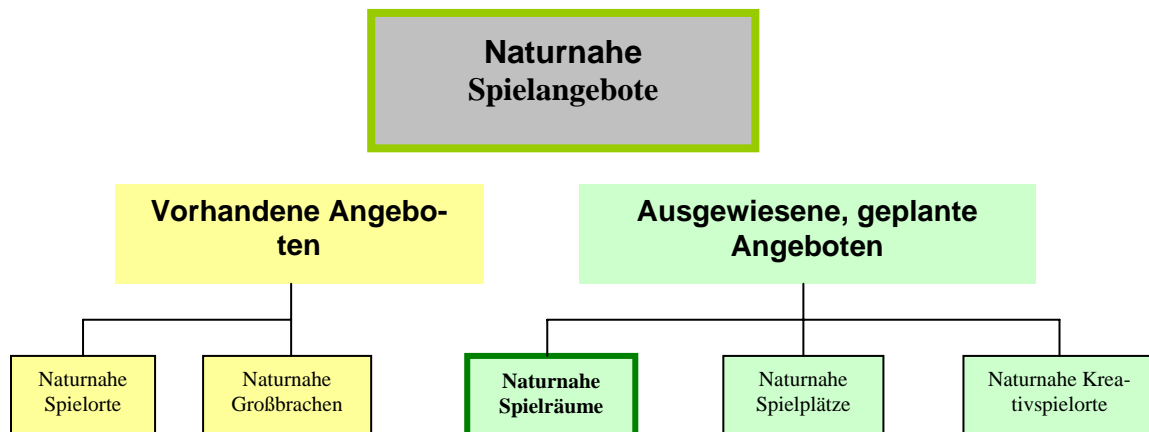 Naturnahe
Spielangebote
Vorhandene Angebo-
ten
Ausgewiesene, geplante
Angeboten
Naturnahe
Spielorte
Naturnahe
Großbrachen
Naturnahe
Spielräume
Naturnahe
Spielplätze
Naturnahe Krea-
tivspielorte